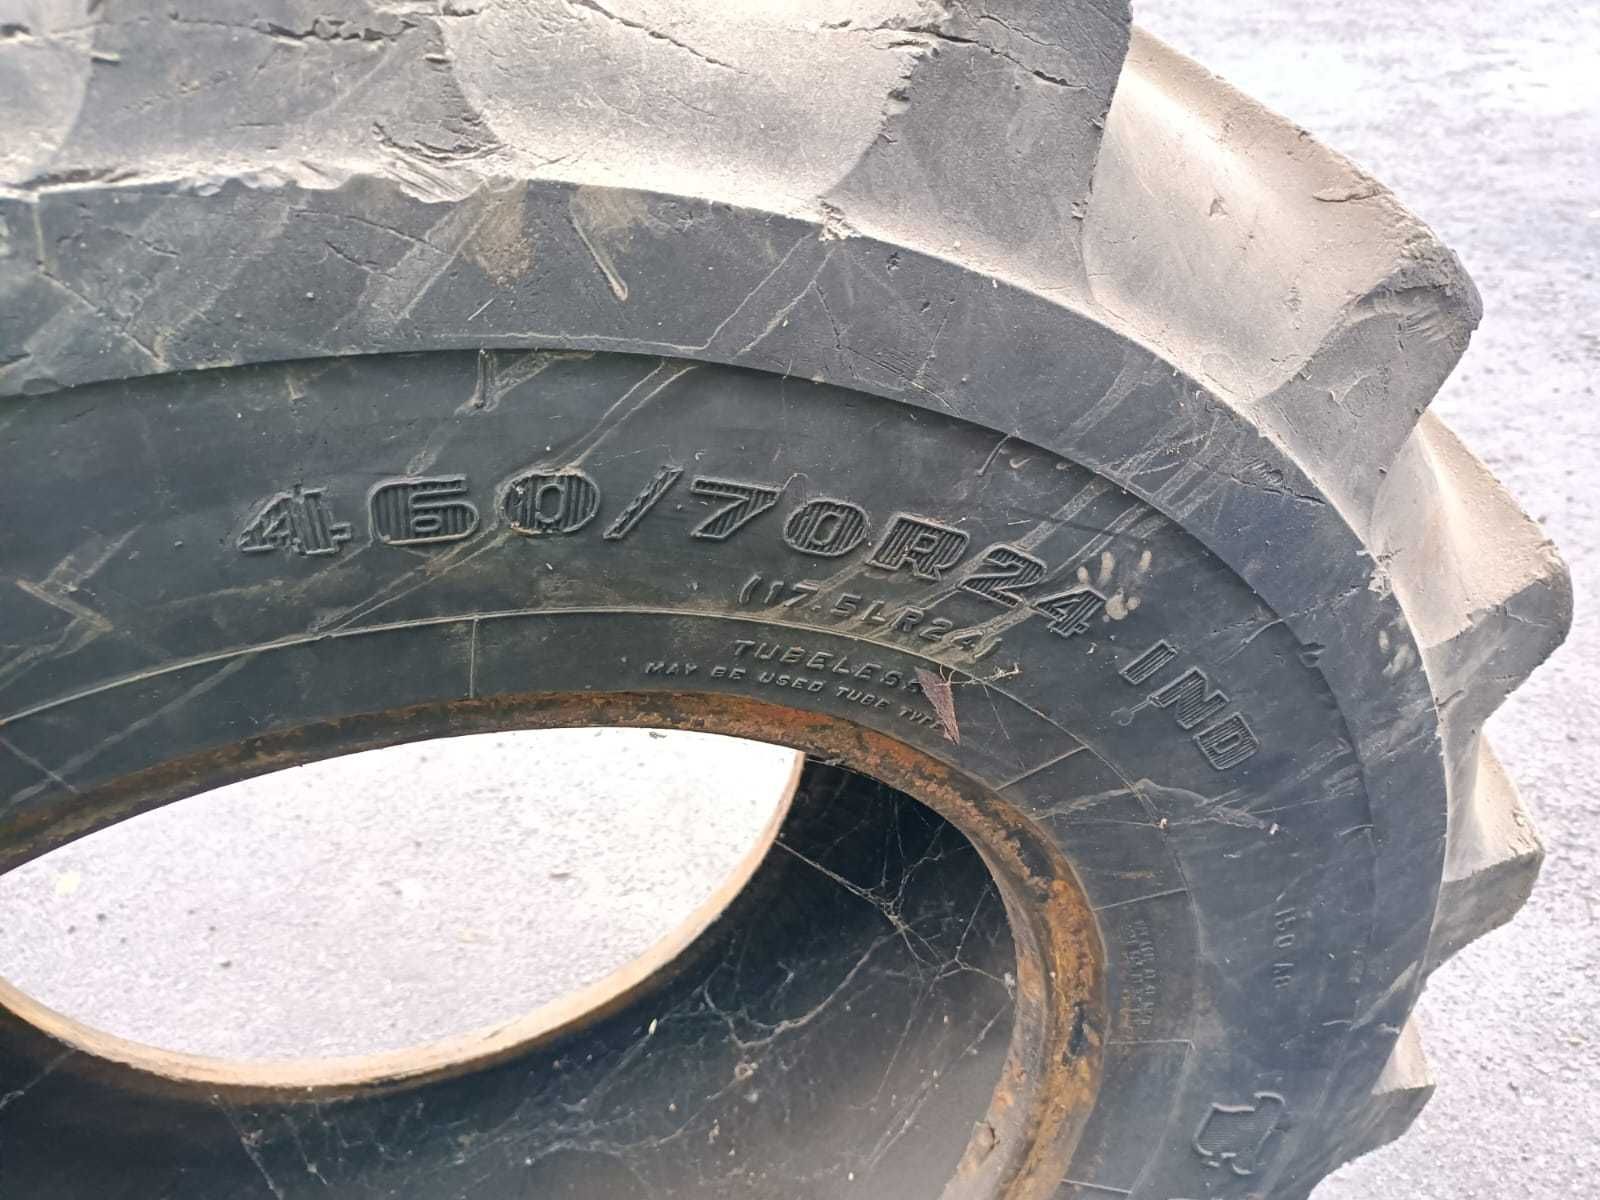 460/70R24 IND
(17.5LR24)
TUBELESS
MAY BE USED TUBE TYPE